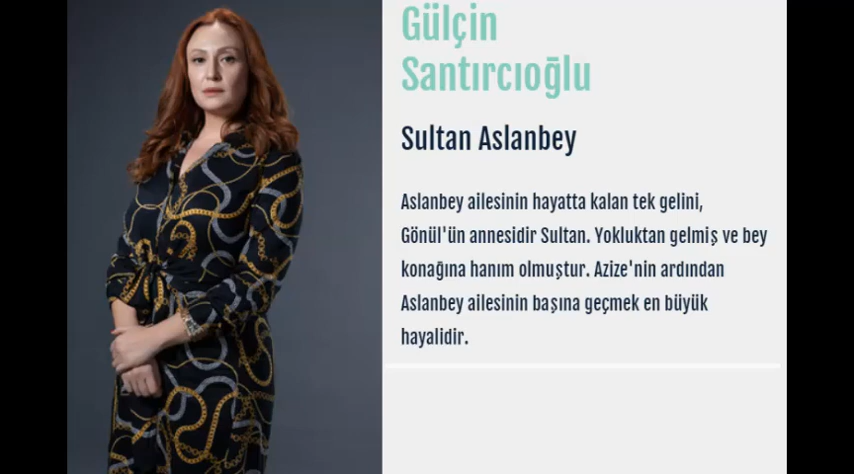 Gülçin
Santırcıoğlu
Sultan Aslanbey
Aslanbey ailesinin hayatta kalan tek gelini,
Gönül'ün annesidir Sultan. Yokluktan gelmiş ve bey
konağına hanım olmuştur. Azize'nin ardından
Aslanbey ailesinin başına geçmek en büyük
hayalidir.